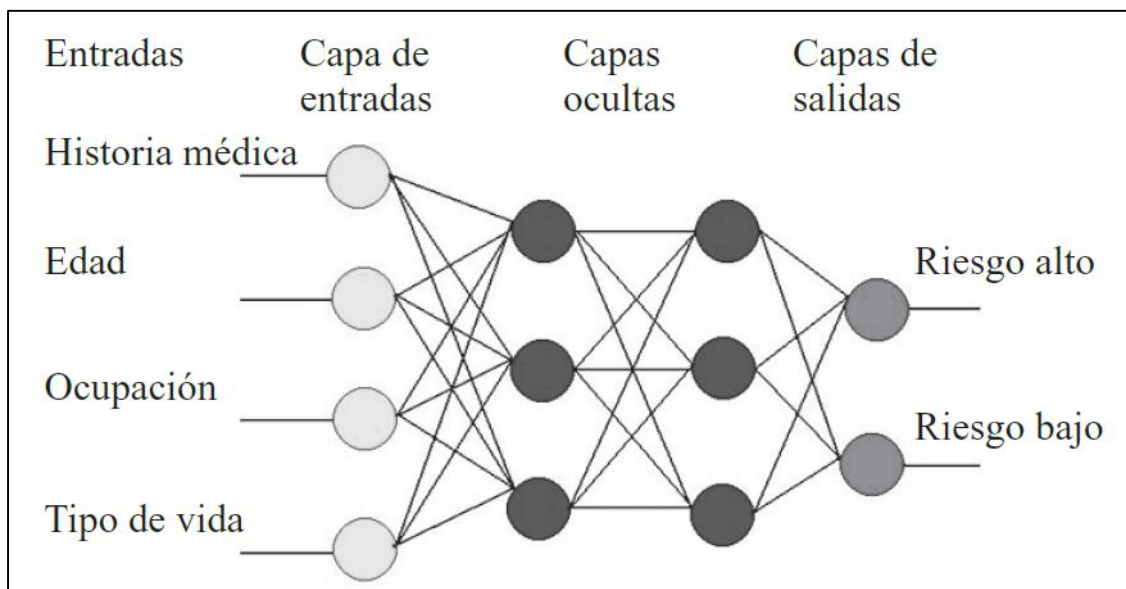 Entradas
Capa de
entradas
Capas
ocultas
Capas de
salidas
Historia médica
Edad
Ocupación
Tipo de vida
Riesgo alto
Riesgo bajo